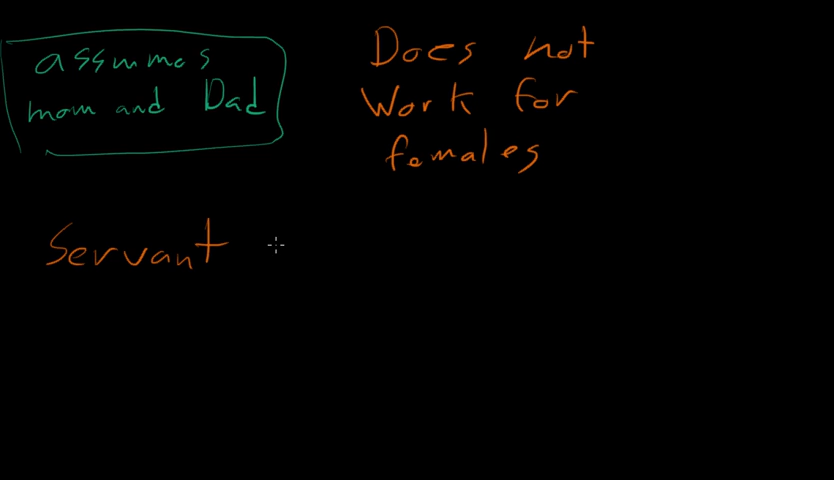 assumes
mom and Dad
Does not
Work for
females
Servant